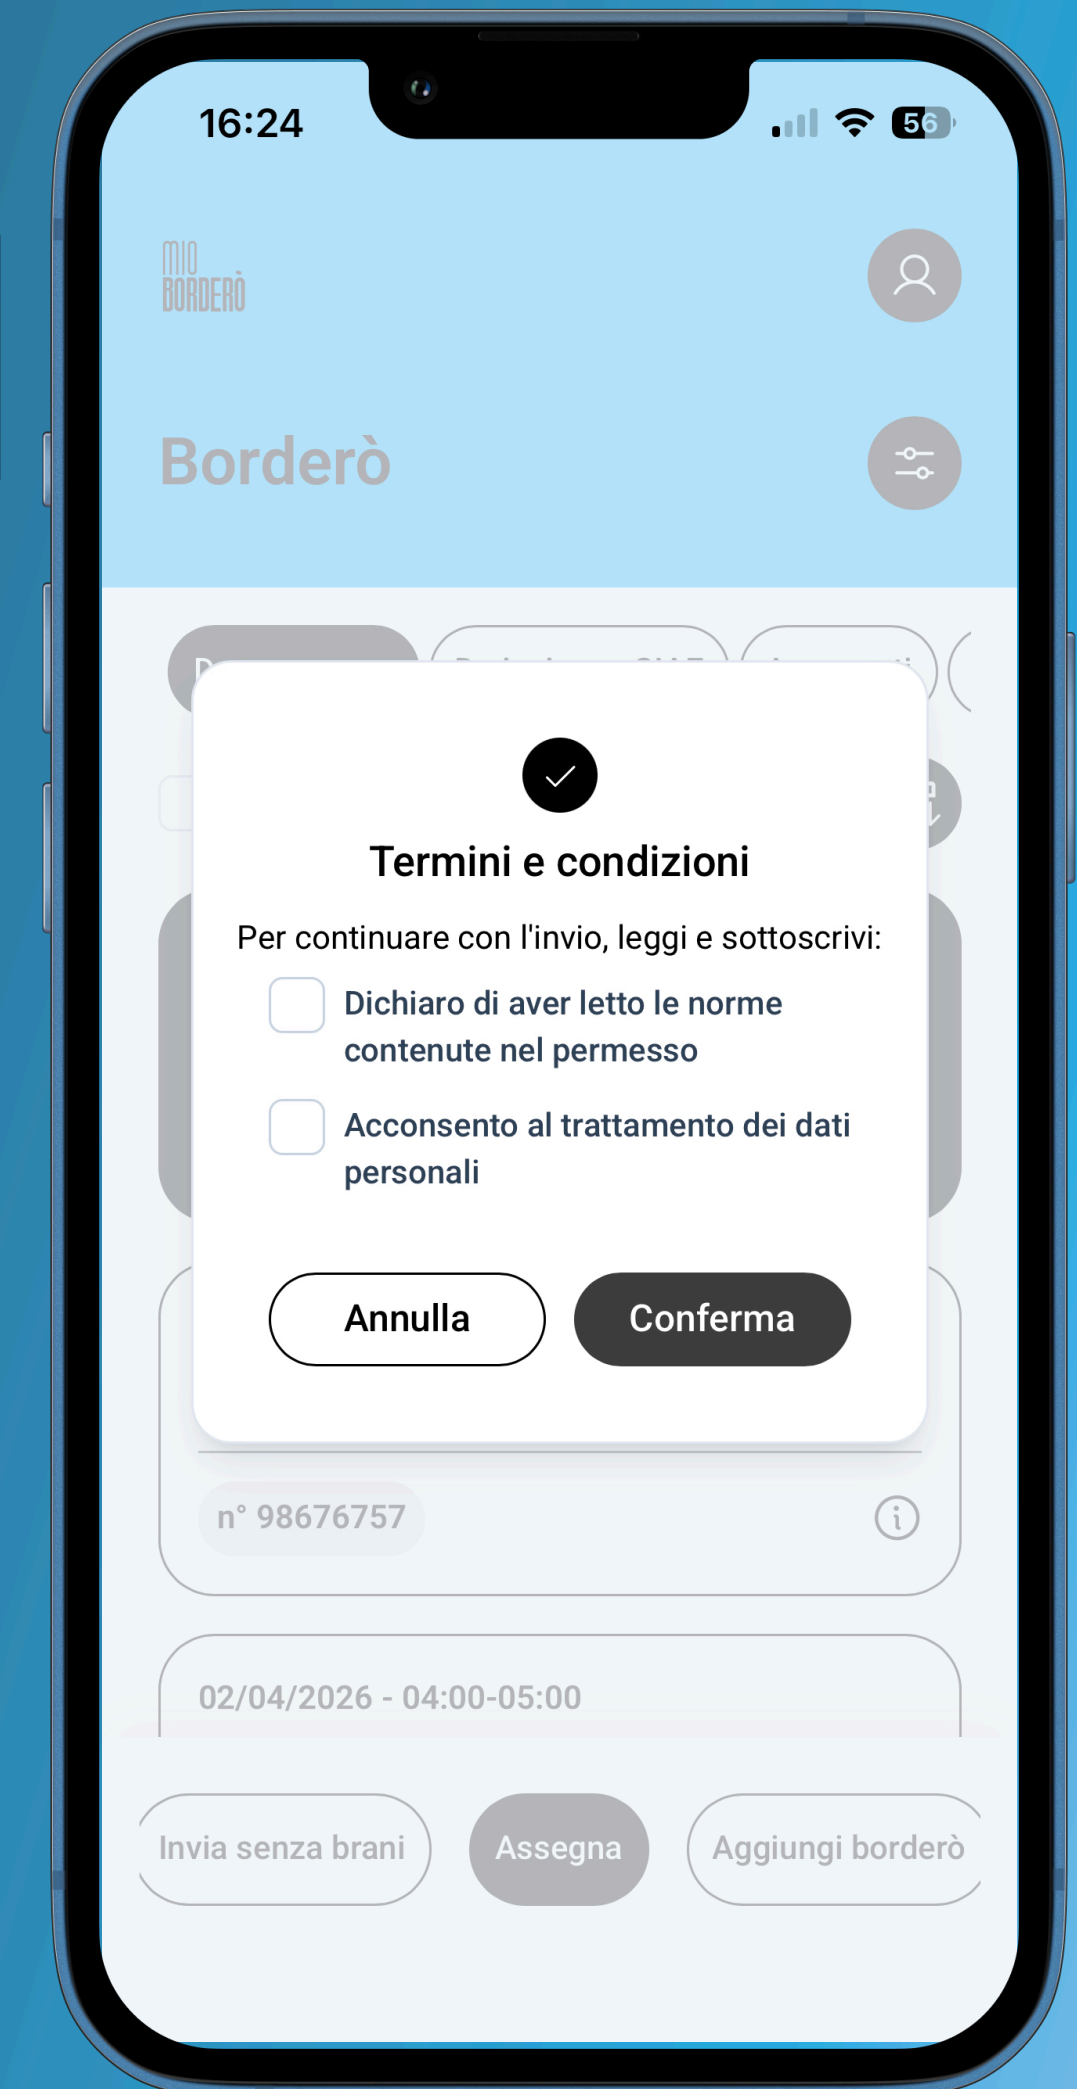 16:24
56
MIO
BORDERÒ
Borderò
Termini e condizioni
Per continuare con l'invio, leggi e sottoscrivi:
Dichiaro di aver letto le norme
contenute nel permesso
Acconsento al trattamento dei dati
personali
Annulla
Conferma
n° 98676757
02/04/2026 - 04:00-05:00
Invia senza brani
Assegna
Aggiungi borderò